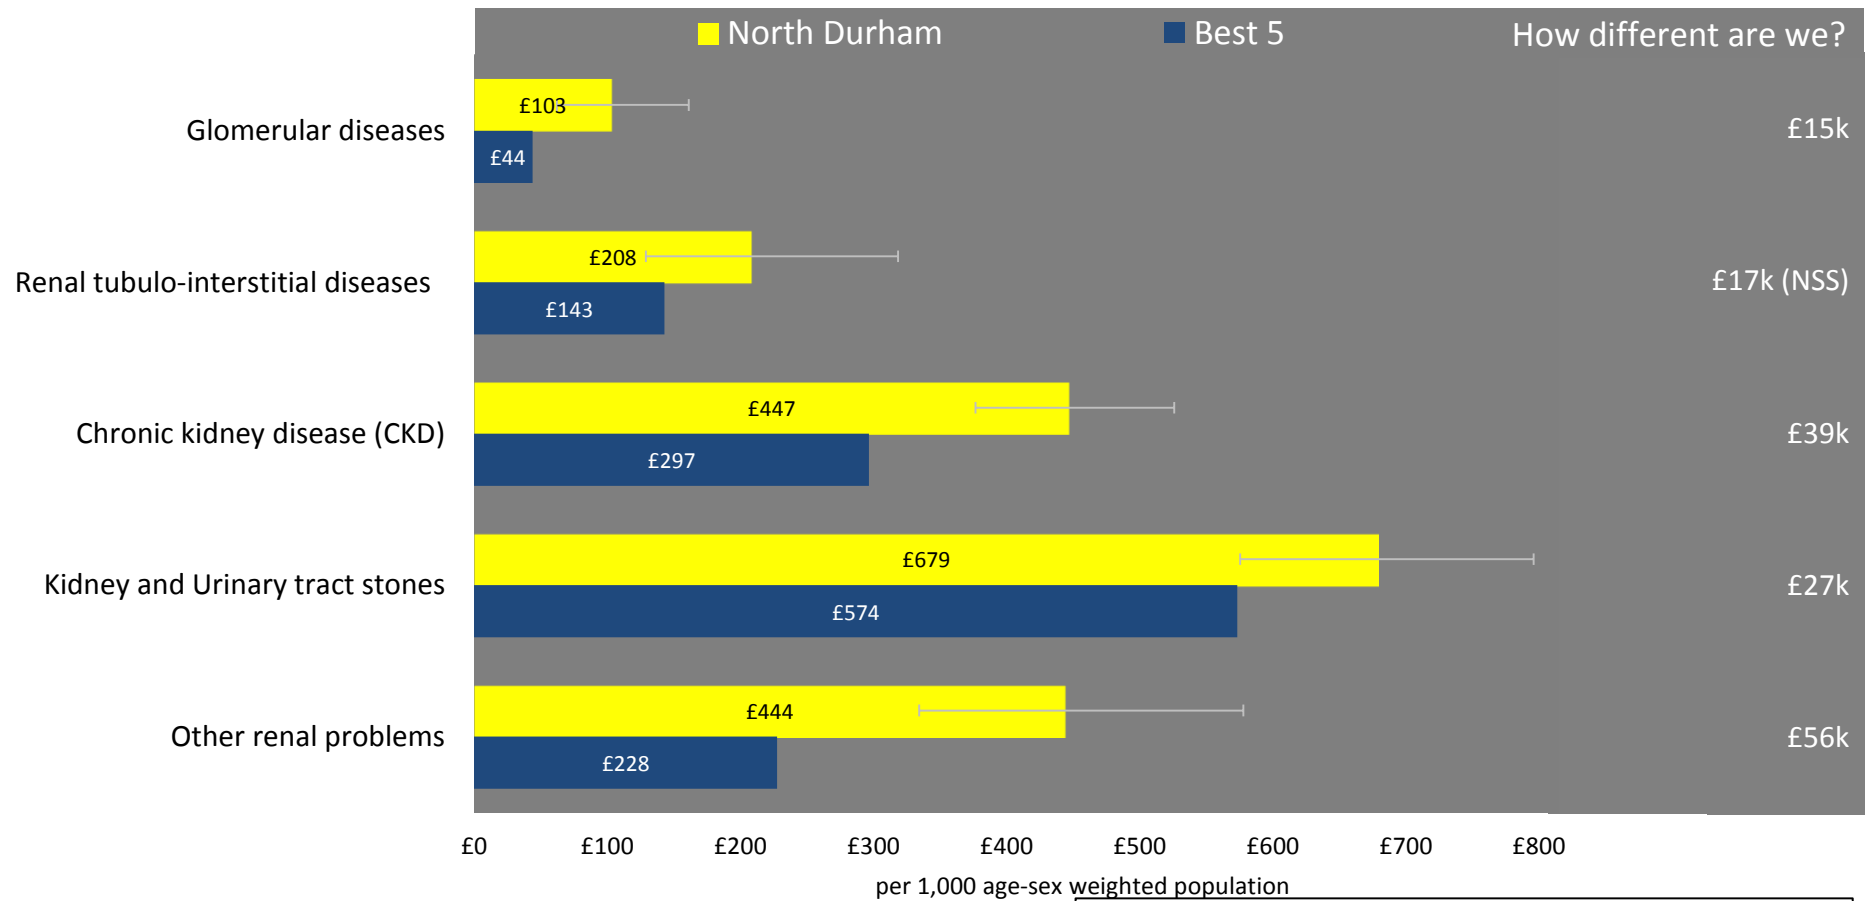 North Durham Best 5 How different are we?
Glomerular diseases £103 £44 £15k
Renal tubulo-interstitial diseases £208 £143 £17k (NSS)
Chronic kidney disease (CKD) £447 £297 £39k
Kidney and Urinary tract stones £679 £574 £27k
Other renal problems £444 £228 £56k
£0 £100 £200 £300 £400 £500 £600 £700 £800
per 1,000 age-sex weighted population